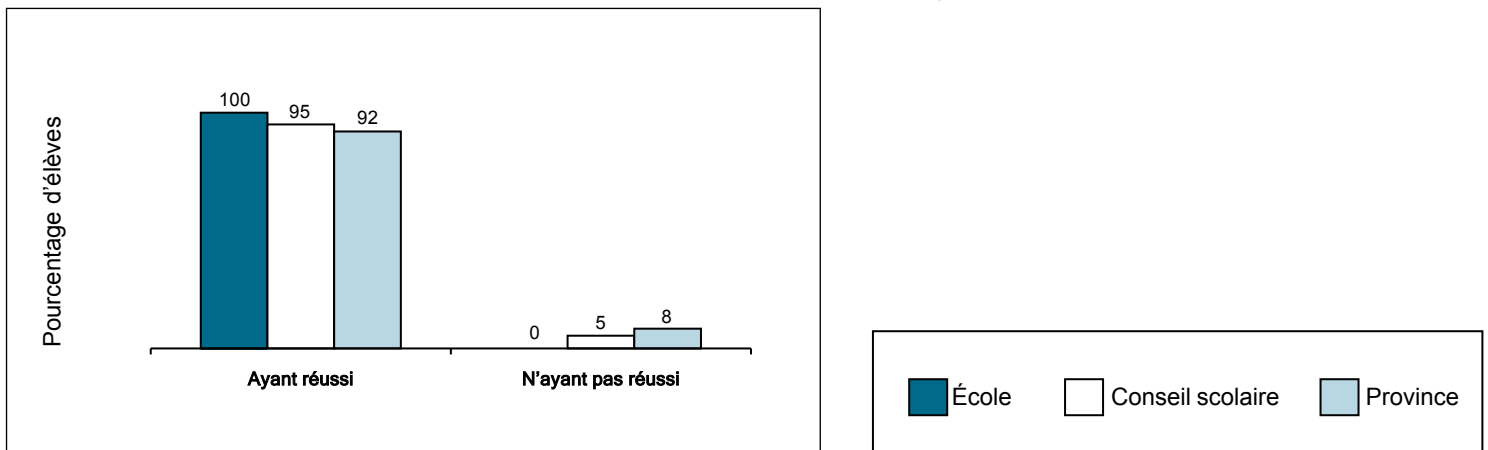 Pourcentage d'élèves
100
95
92
0
5
8
Ayant réussi
N'ayant pas réussi
École
Conseil scolaire
Province